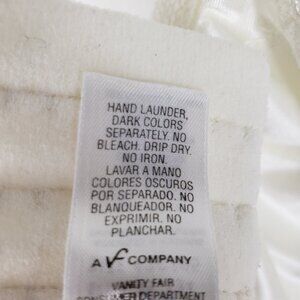 HAND LAUNDER,
DARK COLORS
SEPARATELY. NO
BLEACH. DRIP DRY.
NO IRON.
LAVAR A MANO
COLORES OSCUROS
POR SEPARADO. NO
BLANQUEADOR. NO
EXPRIMIR. NO
PLANCHAR.
A VF COMPANY
VANITY FAIR
CONSUMER DEPARTMENT